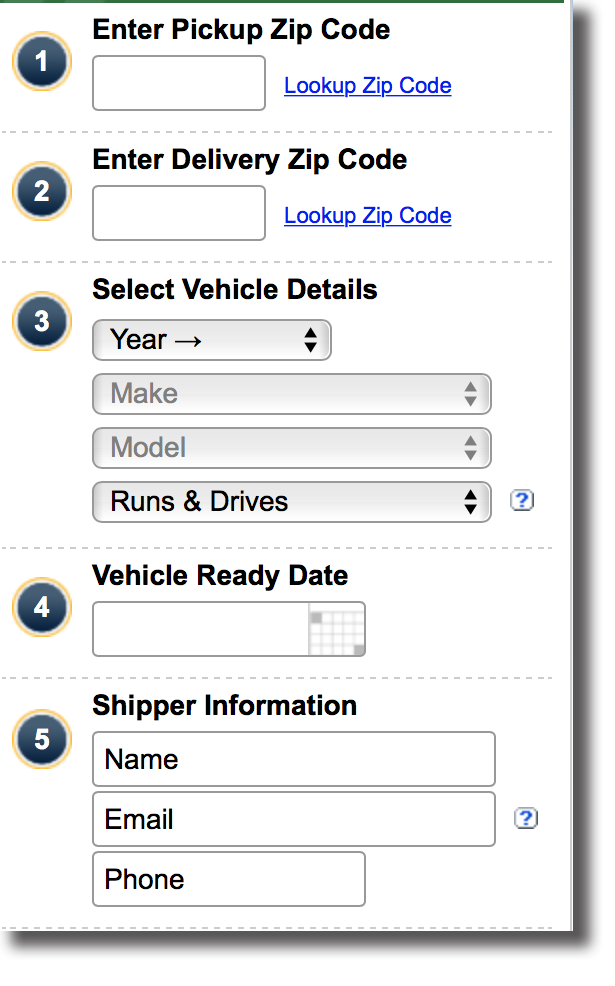 1
Enter Pickup Zip Code
Lookup Zip Code
2
Enter Delivery Zip Code
Lookup Zip Code
3
Select Vehicle Details
Year →
Make
Model
Runs & Drives
?
4
Vehicle Ready Date
5
Shipper Information
Name
Email
?
Phone